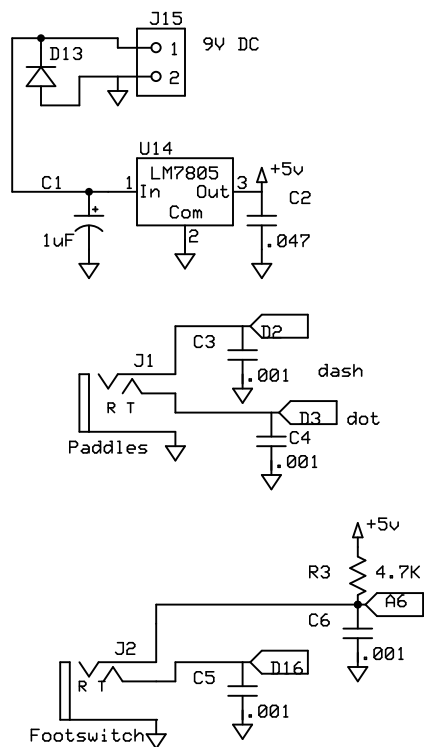 J15
D13
1
9V DC
2
U14
LM7805
C1
1
In
Out
3
+5v
C2
+
Com
1uF
2
.047
C3
D2
J1
.001
dash
R T
D3
dot
Paddles
C4
.001
+5v
R3
4.7K
A6
C6
J2
.001
R T
C5
D16
.001
Footswitch